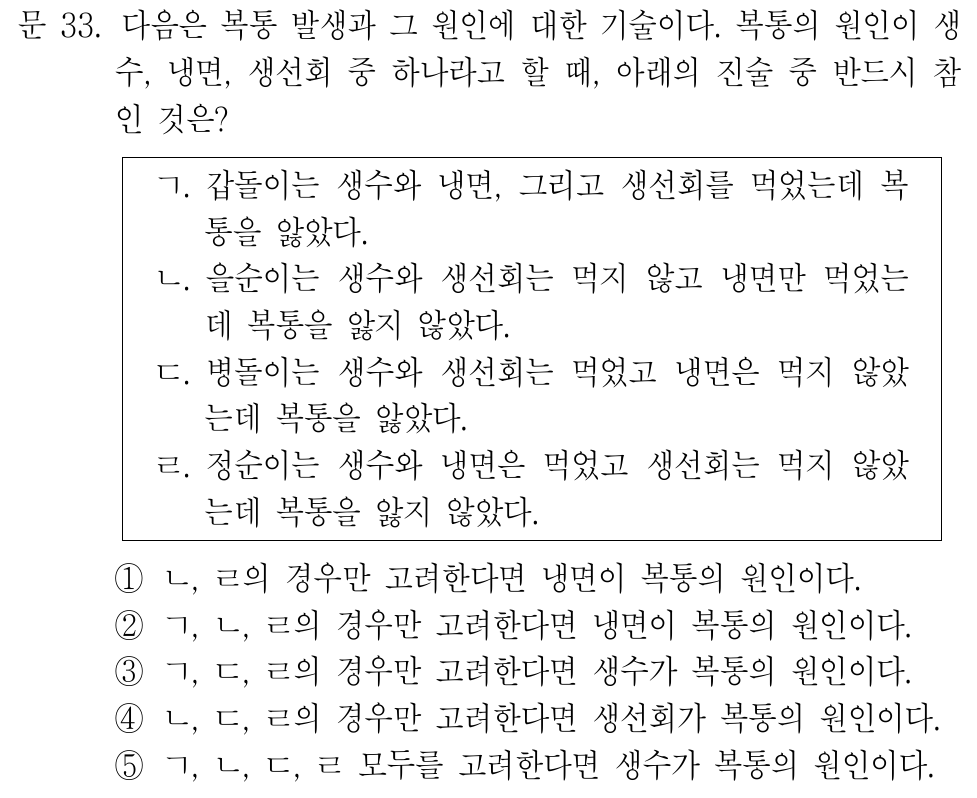 문 33. 다음은 복통 발생과 그 원인에 대한 기술이다. 복통의 원인이 생
수, 냉면, 생선회 중 하나라고 할 때, 아래의 진술 중 반드시 참
인 것은?
ㄱ. 갑돌이는 생수와 냉면, 그리고 생선회를 먹었는데 복
통을 앓았다.
ㄴ. 을순이는 생수와 생선회는 먹지 않고 냉면만 먹었는
데 복통을 앓지 않았다.
ㄷ. 병돌이는 생수와 생선회는 먹었고 냉면은 먹지 않았
는데 복통을 앓았다.
ㄹ. 정순이는 생수와 냉면은 먹었고 생선회는 먹지 않았
는데 복통을 앓지 않았다.
① ㄴ, ㄹ의 경우만 고려한다면 냉면이 복통의 원인이다.
② ㄱ, ㄴ, ㄹ의 경우만 고려한다면 냉면이 복통의 원인이다.
③ ㄱ, ㄷ, ㄹ의 경우만 고려한다면 생수가 복통의 원인이다.
④ ㄴ, ㄷ, ㄹ의 경우만 고려한다면 생선회가 복통의 원인이다.
⑤ ㄱ, ㄴ, ㄷ, ㄹ 모두를 고려한다면 생수가 복통의 원인이다.